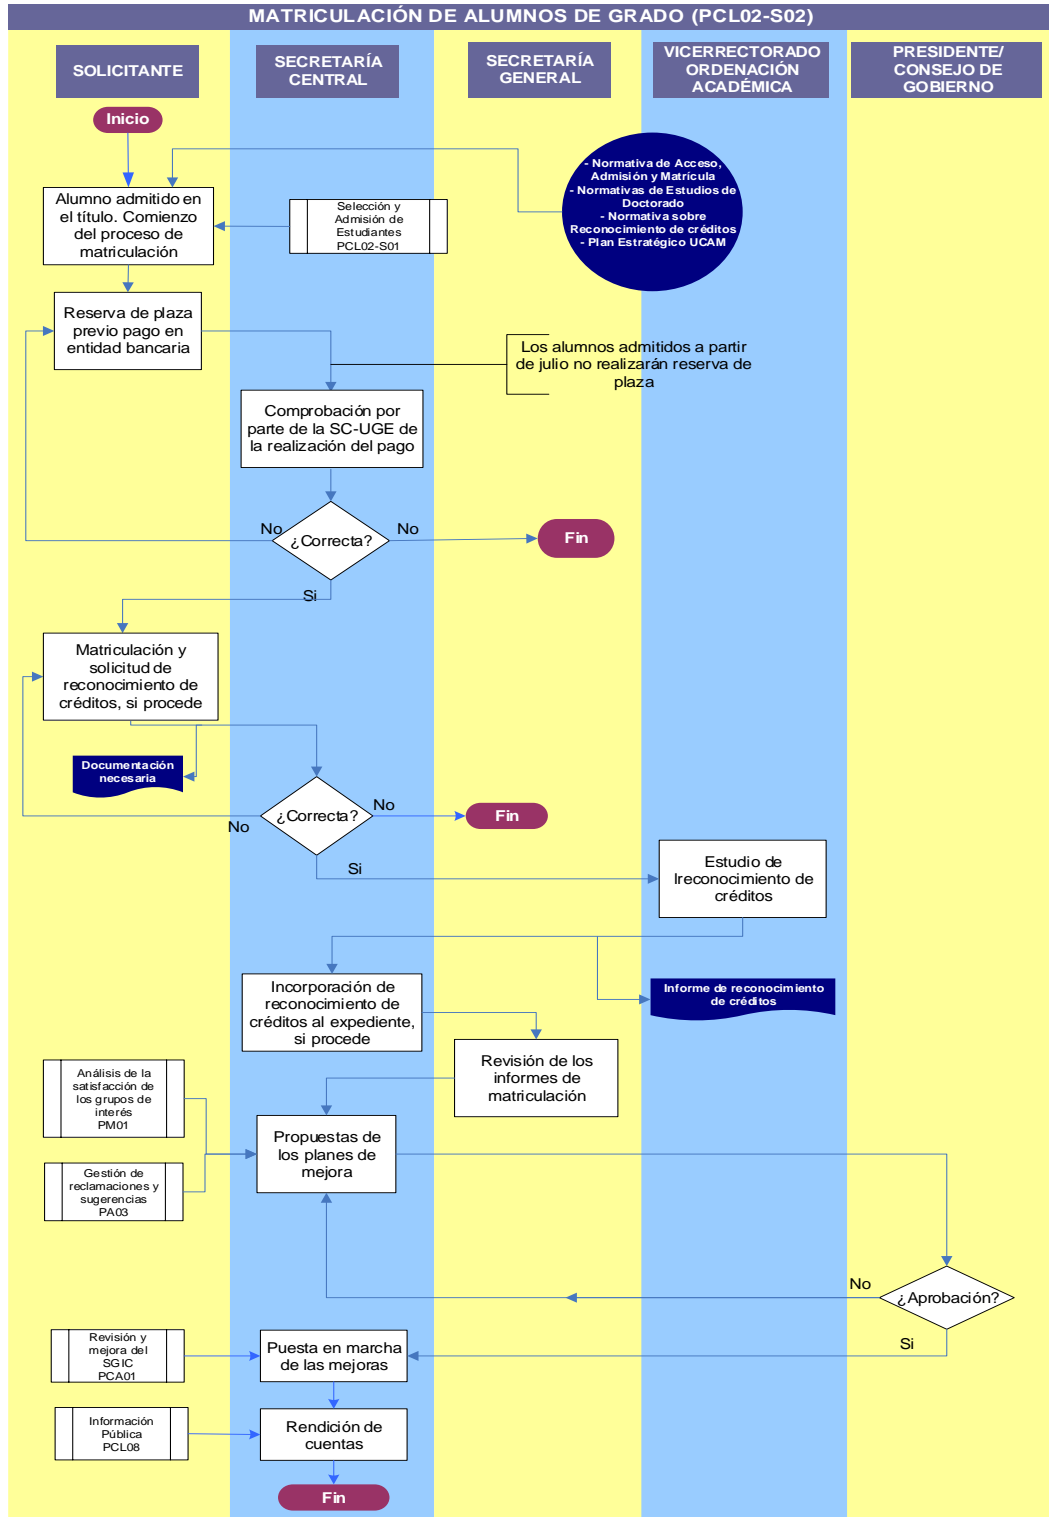 MATRICULACIÓN DE ALUMNOS DE GRADO (PCL02-S02)
SOLICITANTE
SECRETARÍA
CENTRAL
SECRETARÍA
GENERAL
VICERRECTORADO
ORDENACIÓN
ACADÉMICA
PRESIDENTE/
CONSEJO DE
GOBIERNO
Inicio
- Normativa de Acceso,
Admisión y Matrícula
- Normativas de Estudios de
Doctorado
- Normativa sobre
Reconocimiento de créditos
- Plan Estratégico UCAM
Alumno admitido en
el título. Comienzo
del proceso de
matriculación
Selección y
Admisión de
Estudiantes
PCL02-S01
Reserva de plaza
previo pago en
entidad bancaria
Los alumnos admitidos a partir
de julio no realizarán reserva de
plaza
Comprobación por
parte de la SC-UGE de
la realización del pago
No
¿Correcta?
No
Fin
Si
Matriculación y
solicitud de
reconocimiento de
créditos, si procede
Documentación
necesaria
¿Correcta?
No
No
Fin
Si
Estudio de
lreconocimiento de
créditos
Incorporación de
reconocimiento de
créditos al expediente,
si procede
Informe de reconocimiento
de créditos
Revisión de los
informes de
matriculación
Análisis de la
satisfacción de
los grupos de
interés
PM01
Propuestas de
los planes de
mejora
Gestión de
reclamaciones y
sugerencias
PA03
No
¿Aprobación?
Si
Revisión y
mejora del
SGIC
PCA01
Puesta en marcha
de las mejoras
Información
Pública
PCL08
Rendición de
cuentas
Fin